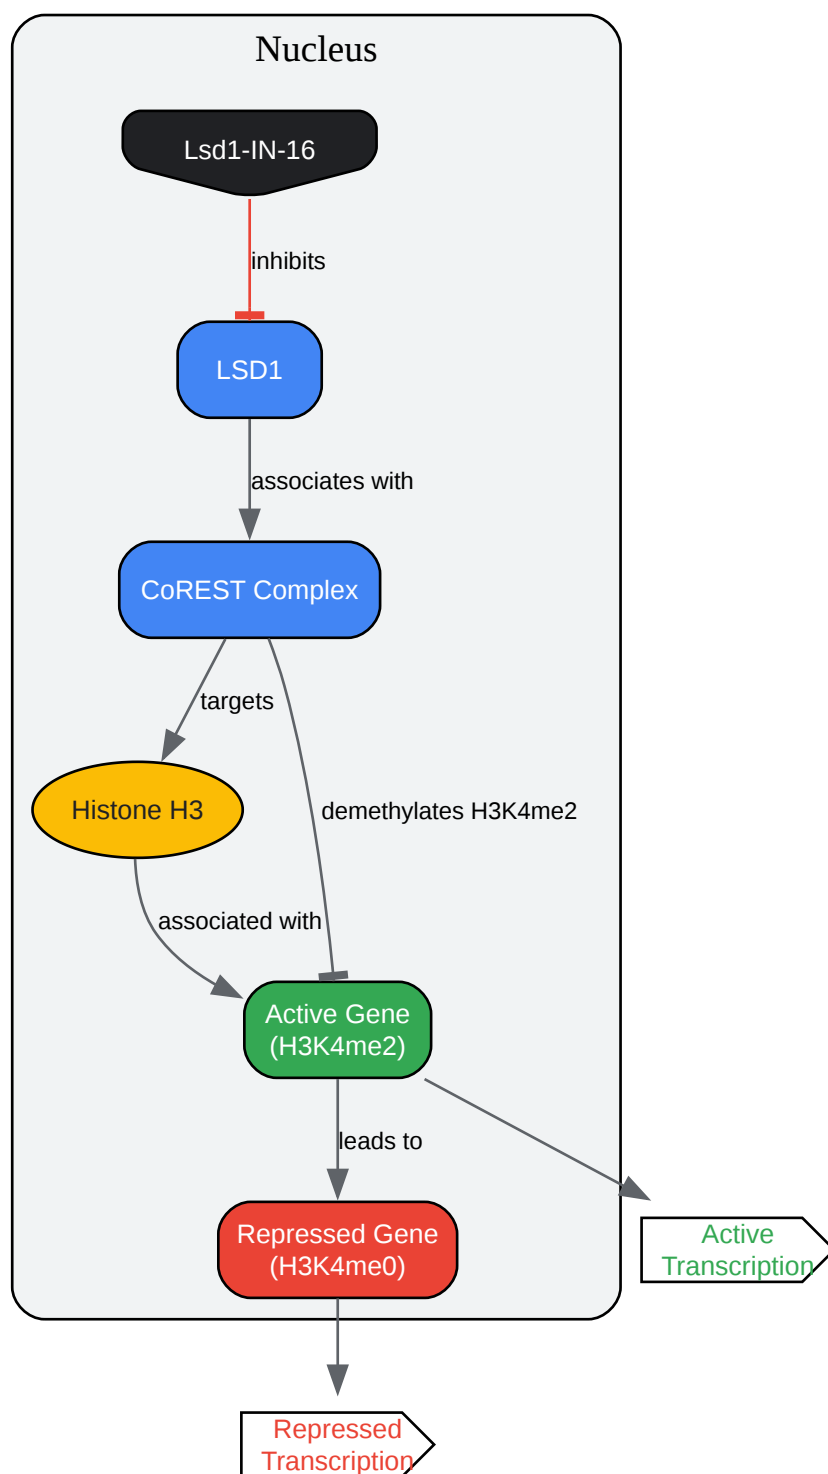 Nucleus
Lsd1-IN-16
inhibits
LSD1
associates with
CoREST Complex
targets
Histone H3
demethylates H3K4me2
associated with
Active Gene
(H3K4me2)
leads to
Repressed Gene
(H3K4me0)
Active
Transcription
Repressed
Transcription